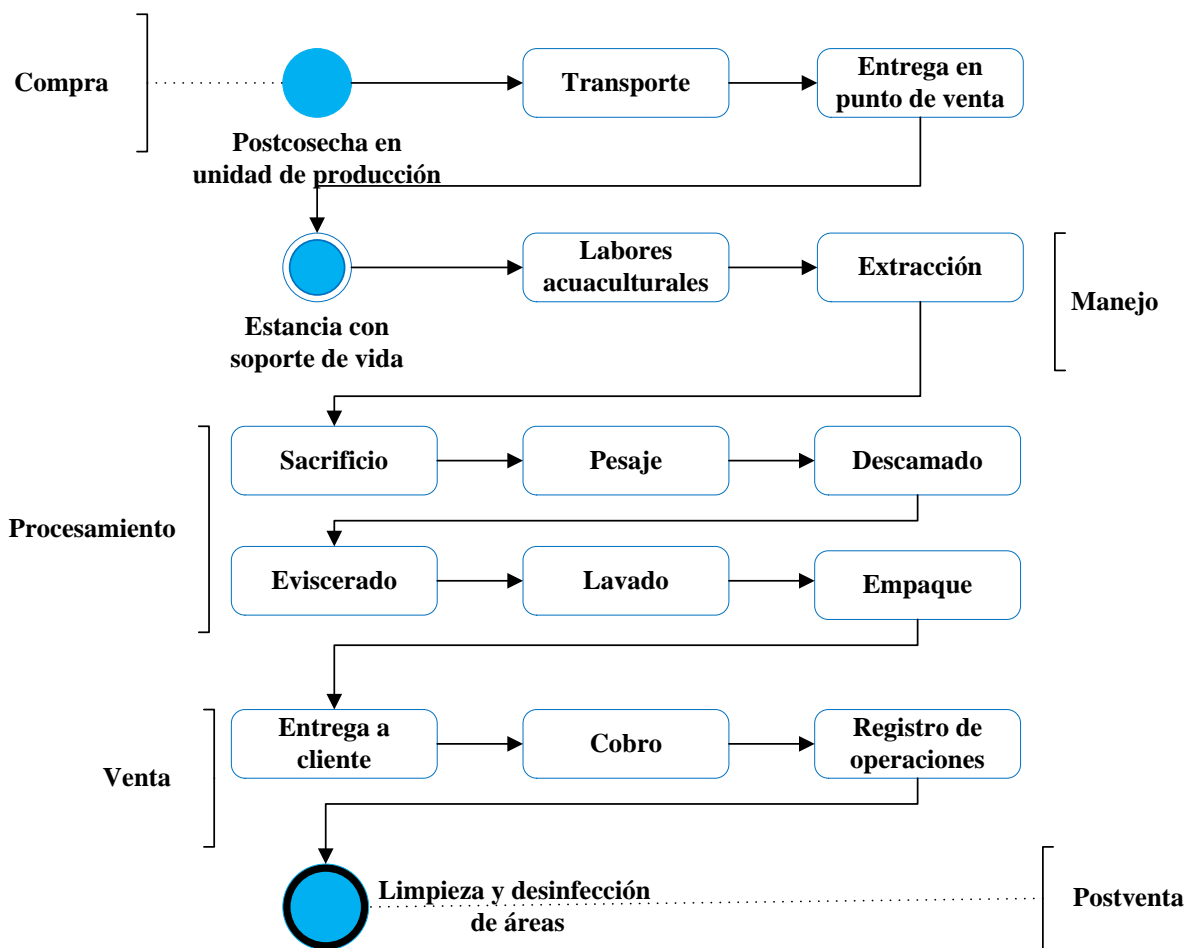 Compra
Transporte
Entrega en
punto de venta
Postcosecha en
unidad de producción
Labores
acuaculturales
Extracción
Manejo
Estancia con
soporte de vida
Procesamiento
Sacrificio
Pesaje
Descamado
Eviscerado
Lavado
Empaque
Venta
Entrega a
cliente
Cobro
Registro de
operaciones
Limpieza y desinfección
de áreas
Postventa